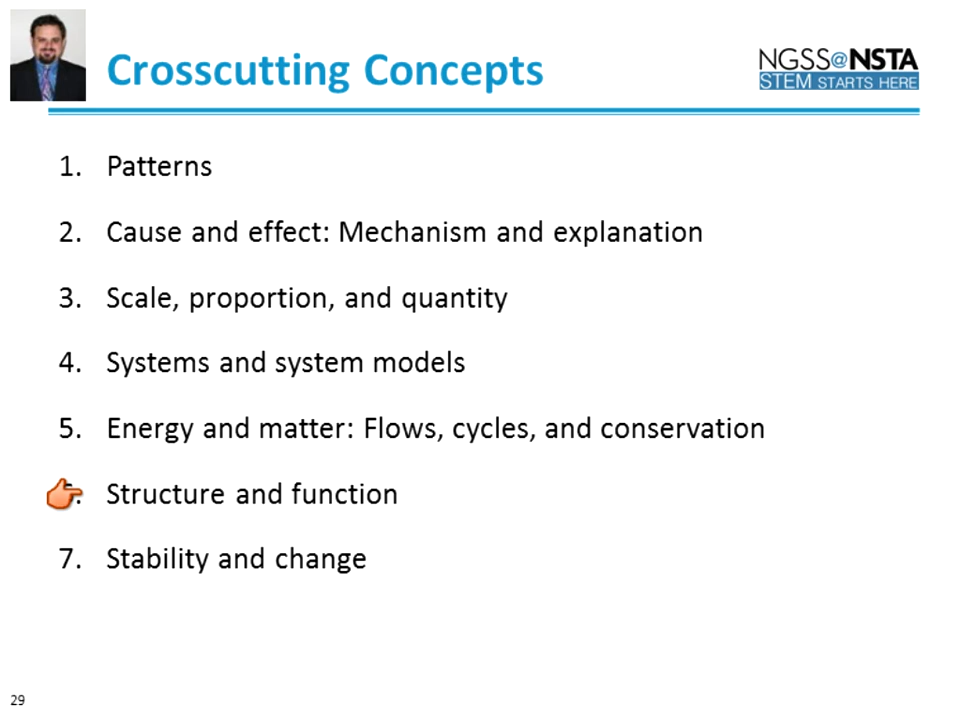 Crosscutting Concepts
NGSS@NSTA
STEM STARTS HERE
1. Patterns
2. Cause and effect: Mechanism and explanation
3. Scale, proportion, and quantity
4. Systems and system models
5. Energy and matter: Flows, cycles, and conservation
Structure and function
7. Stability and change
29